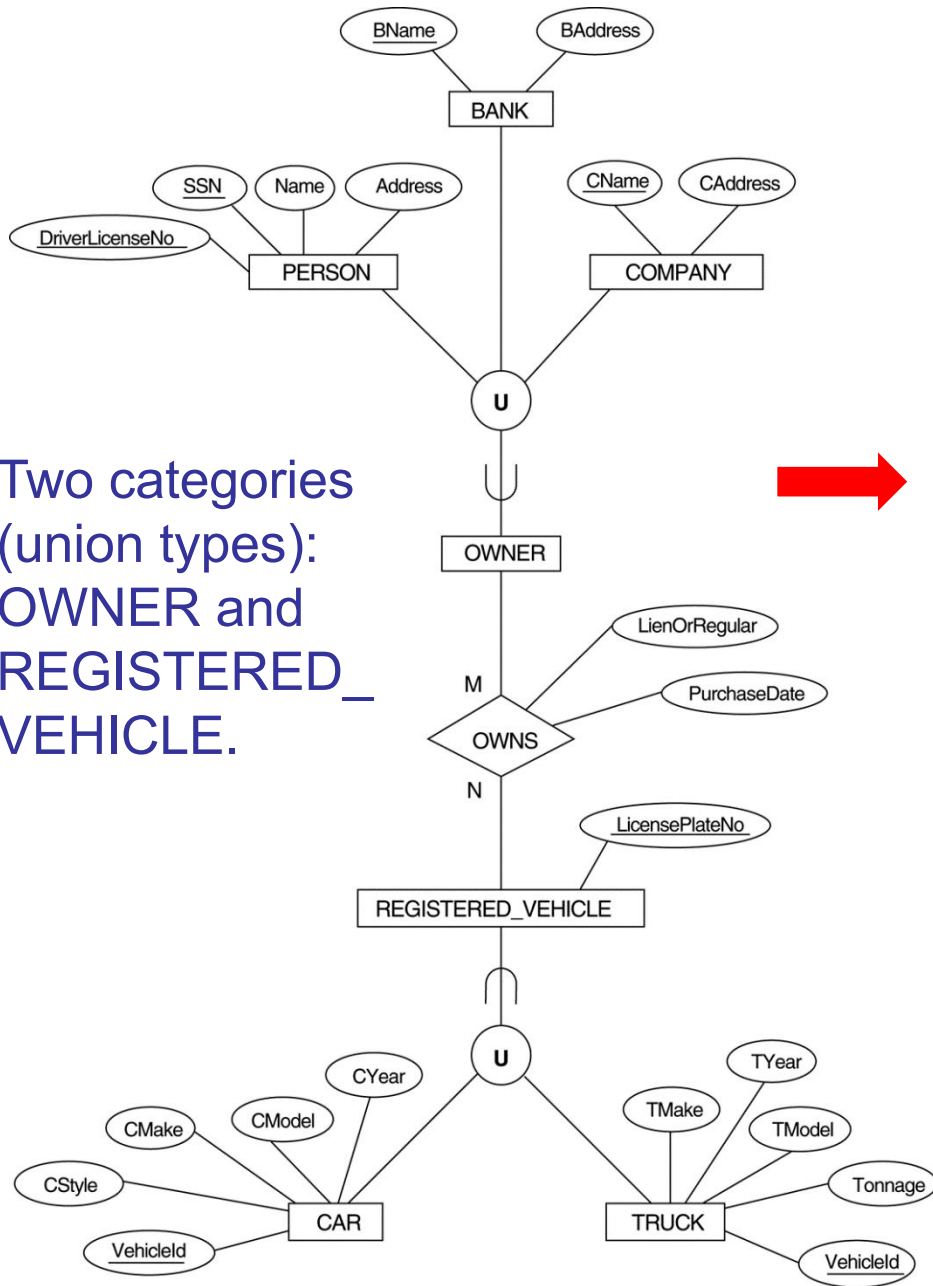 BName
BAddress
BANK
SSN
Name
Address
CName
CAddress
DriverLicenseNo
PERSON
COMPANY
U
Two categories
(union types):
OWNER and
REGISTERED_
VEHICLE.
OWNER
LienOrRegular
M
PurchaseDate
OWNS
N
LicensePlateNo
REGISTERED_VEHICLE
U
CYear
TYear
CModel
TMake
CMake
TModel
CStyle
Tonnage
CAR
TRUCK
VehicleId
VehicleId